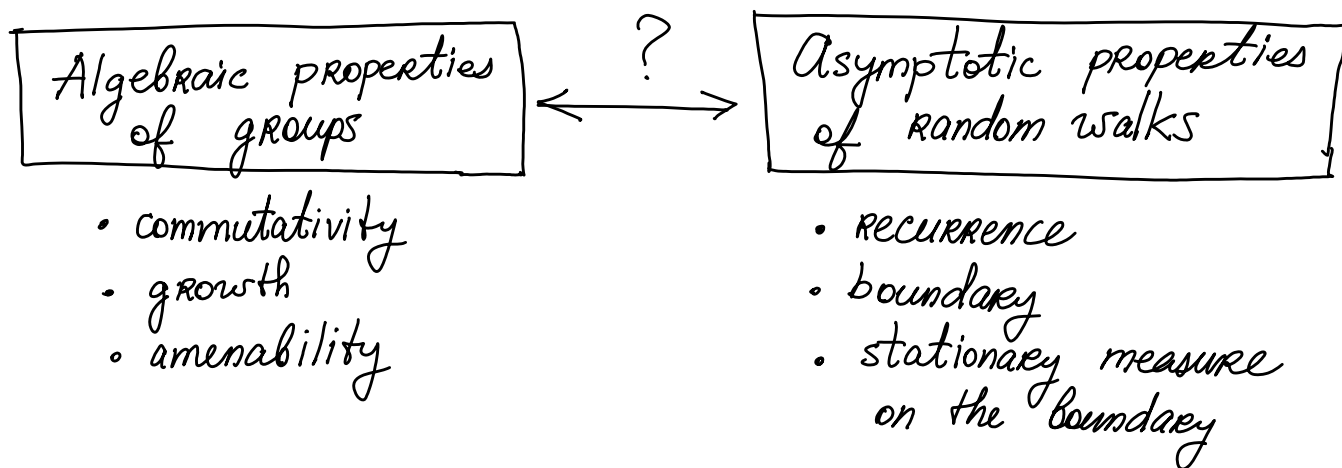 Algebraic properties
of groups
?
Asymptotic properties
of random walks
• commutativity
• growth
• amenability
• recurrence
• boundary
• stationary measure
on the boundary